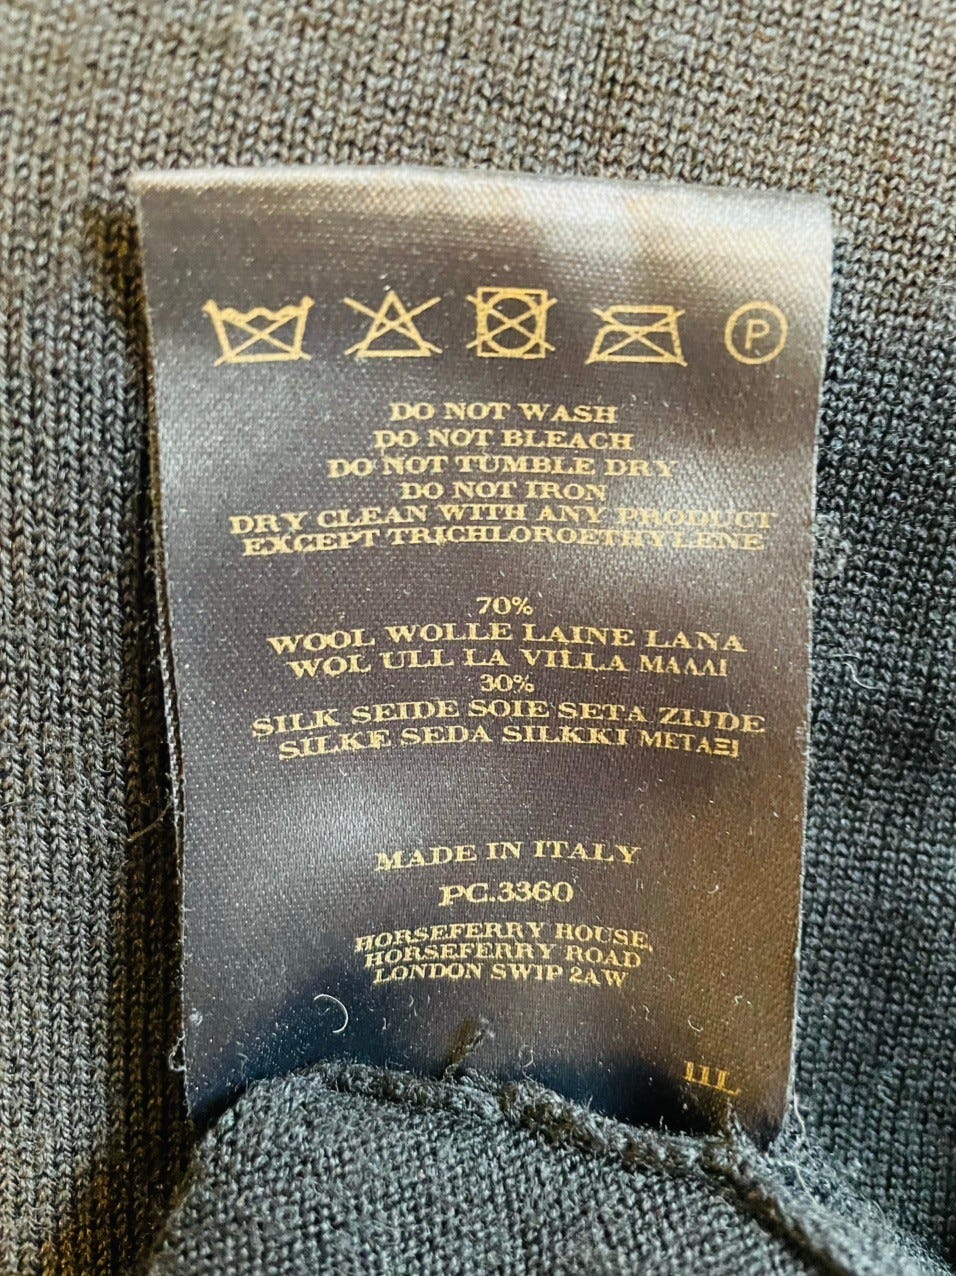 P
DO NOT WASH
DO NOT BLEACH
DO NOT TUMBLE DRY
DO NOT IRON
DRY CLEAN WITH ANY PRODUCT
EXCEPT TRICHLOROETHYLENE
70%
WOOL WOLLE LAINE LANA
WOL ULL LA VILLA ΜΑΛΛΙ
30%
SILK SEIDE SOIE SETA ZIJDE
SILKE SEDA SILKKI ΜΕΤΑΞΙ
MADE IN ITALY
PC.3360
HORSEFERRY HOUSE,
HORSEFERRY ROAD
LONDON SW1P 2AW
11L